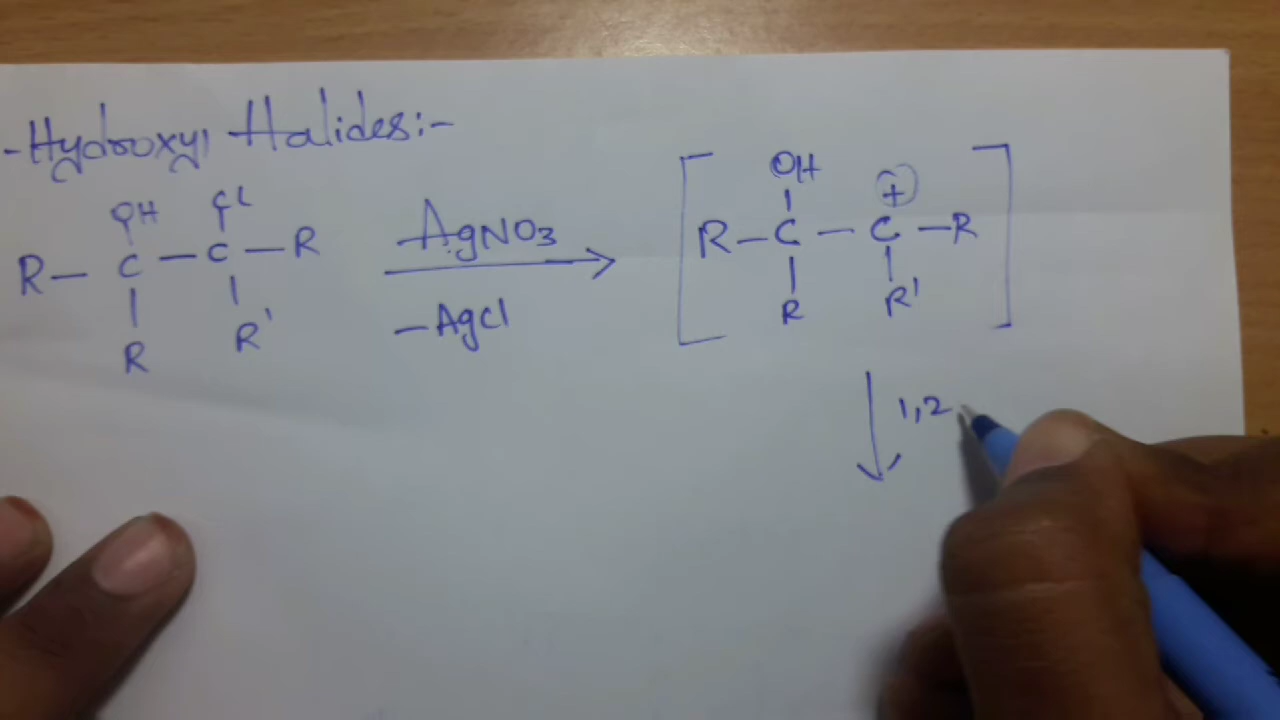 -Hydroxy, Halides:-
OH CL
R- C - C - R
R R'
AgNO3
-AgCl
OH +
R-C-C-R
R R'
1,2